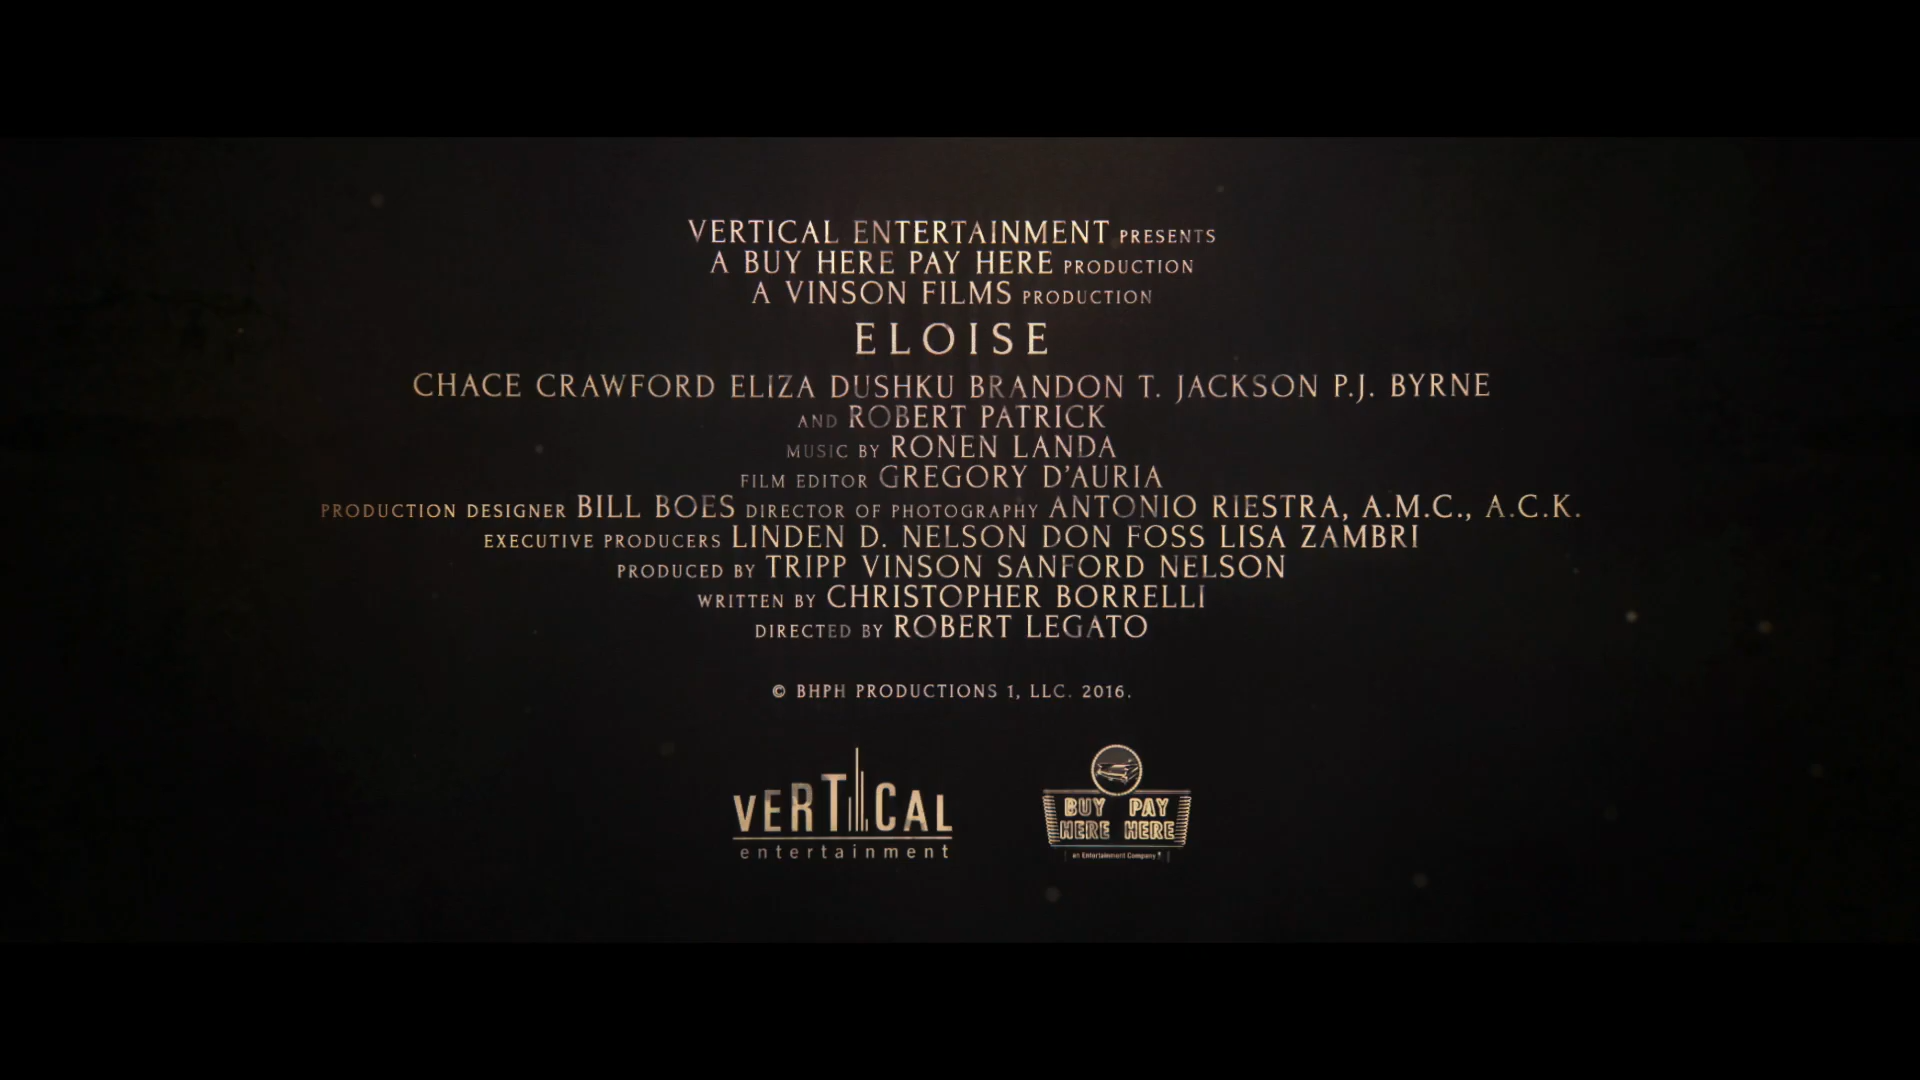 VERTICAL ENTERTAINMENT PRESENTS
A BUY HERE PAY HERE PRODUCTION
A VINSON FILMS PRODUCTION
ELOISE
CHACE CRAWFORD ELIZA DUSHKU BRANDON T. JACKSON P.J. BYRNE
AND ROBERT PATRICK
MUSIC BY RONEN LANDA
FILM EDITOR GREGORY D'AURIA
PRODUCTION DESIGNER BILL BOES DIRECTOR OF PHOTOGRAPHY ANTONIO RIESTRA, A.M.C., A.C.K.
EXECUTIVE PRODUCERS LINDEN D. NELSON DON FOSS LISA ZAMBRI
PRODUCED BY TRIPP VINSON SANFORD NELSON
WRITTEN BY CHRISTOPHER BORRELLI
DIRECTED BY ROBERT LEGATO
© BHPH PRODUCTIONS 1, LLC. 2016.
VERTICAL
entertainment
BUY PAY
HERE HERE
an Entertainment Company